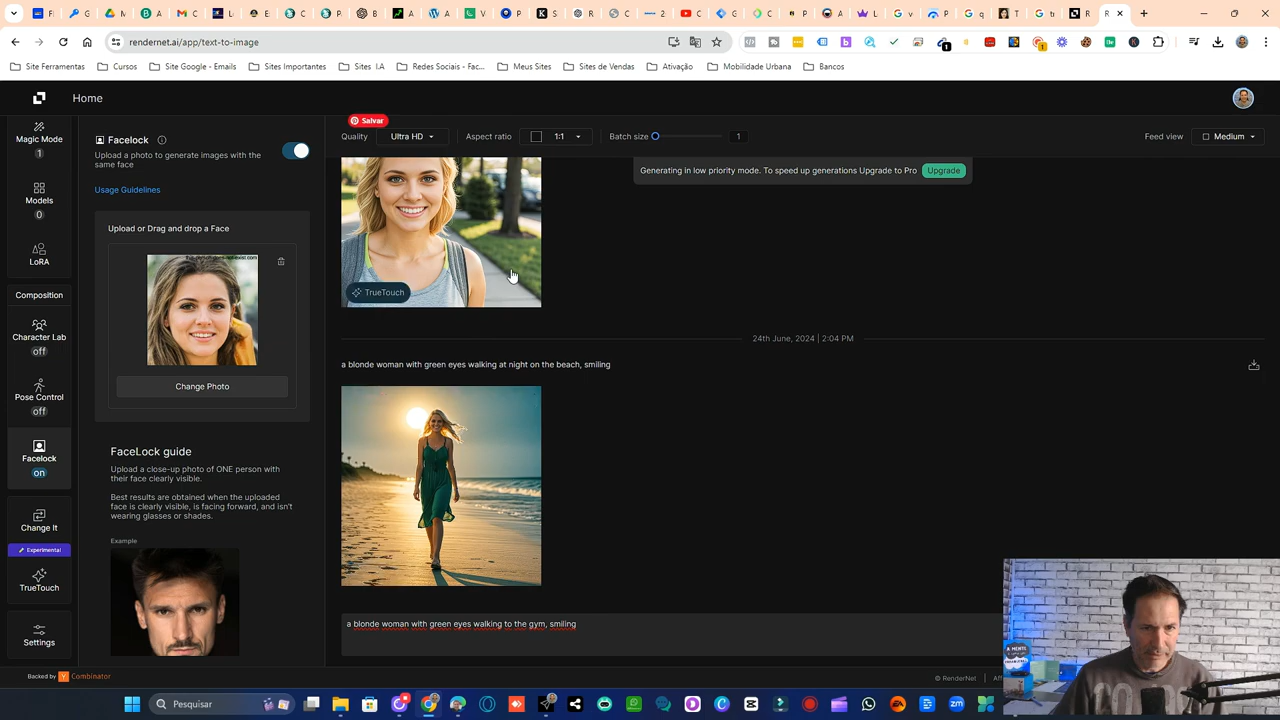 rendernet.ai/app/text-to-image
Site Ferramentas
Cursos
Site Google - Emails
Sites Importantes
Sites I.A
Redes Sociais - Fac...
Meus Sites
Sites de Vendas
Ativação
Mobilidade Urbana
Bancos
Home
Magic Mode
1
Models
0
LoRA
Composition
Character Lab
off
Pose Control
off
Facelock
on
Change It
Experimental
TrueTouch
Settings
Facelock
Upload a photo to generate images with the
same face
Usage Guidelines
Upload or Drag and drop a Face
Change Photo
FaceLock guide
Upload a close-up photo of ONE person with
their face clearly visible.
Best results are obtained when the uploaded
face is clearly visible, is facing forward, and isn't
wearing glasses or shades.
Example
Salvar
Quality
Ultra HD
Aspect ratio
1:1
Batch size
1
Feed view
Medium
Generating in low priority mode. To speed up generations Upgrade to Pro
Upgrade
TrueTouch
24th June, 2024 | 2:04 PM
a blonde woman with green eyes walking at night on the beach, smiling
a blonde woman with green eyes walking to the gym, smiling
Backed by Y Combinator
© RenderNet
Pesquisar